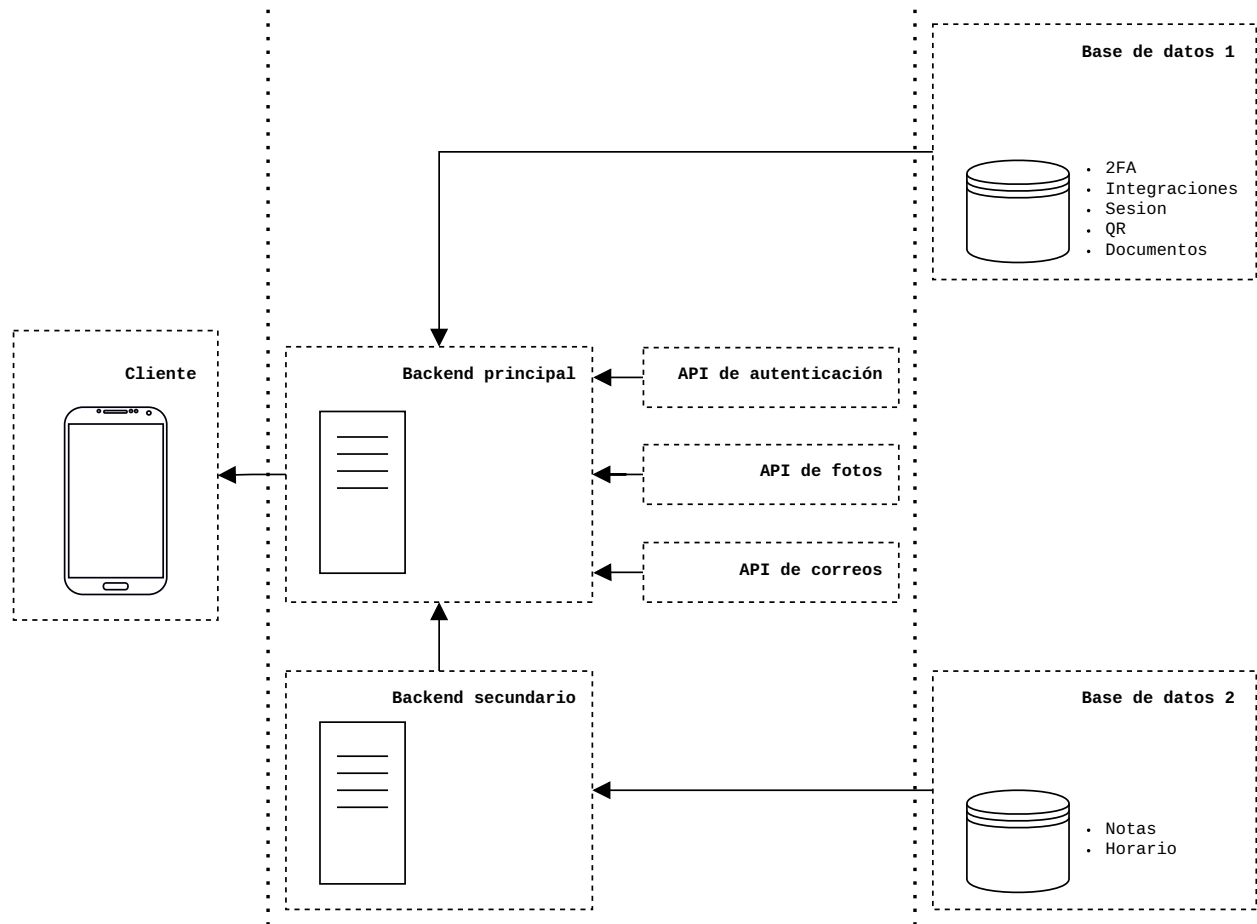 Base de datos 1
• 2FA
• Integraciones
• Sesion
• QR
• Documentos
Cliente
Backend principal
API de autenticación
API de fotos
API de correos
Backend secundario
Base de datos 2
• Notas
• Horario